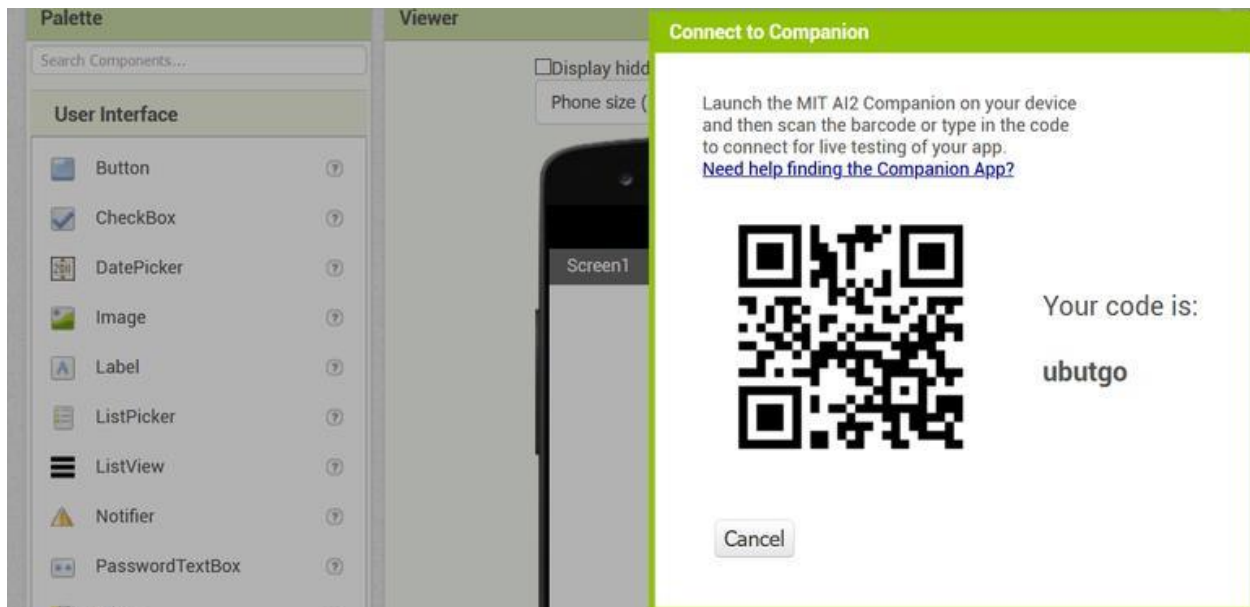 Palette
Search Components...
User Interface
Button
CheckBox
DatePicker
Image
Label
ListPicker
ListView
Notifier
PasswordTextBox
Viewer
Display hidd
Phone size (
Screen1
Connect to Companion
Launch the MIT AI2 Companion on your device
and then scan the barcode or type in the code
to connect for live testing of your app.
Need help finding the Companion App?
Your code is:
ubutgo
Cancel